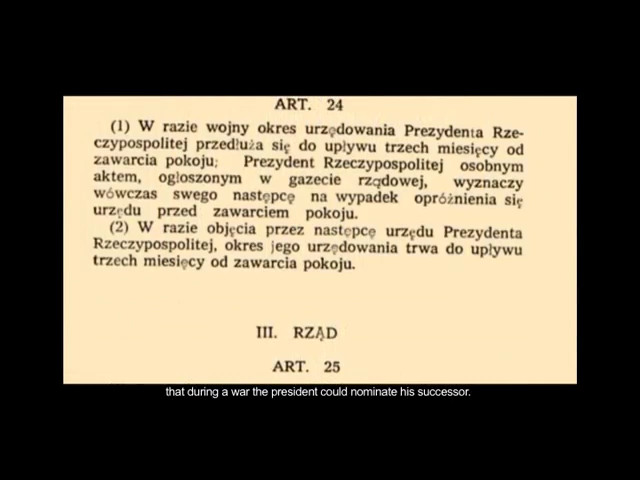 ART. 24
(1) W razie wojny okres urzędowania Prezydenta Rze-
czypospolitej przedłuża się do upływu trzech miesięcy od
zawarcia pokoju; Prezydent Rzeczypospolitej osobnym
aktem, ogłoszonym w gazecie rządowej, wyznaczy
wówczas swego następcę na wypadek opróżnienia się
urzędu przed zawarciem pokoju.
(2) W razie objęcia przez następcę urzędu Prezydenta
Rzeczypospolitej, okres jego urzędowania trwa do upływu
trzech miesięcy od zawarcia pokoju.
III. RZĄD
ART. 25
that during a war the president could nominate his successor.